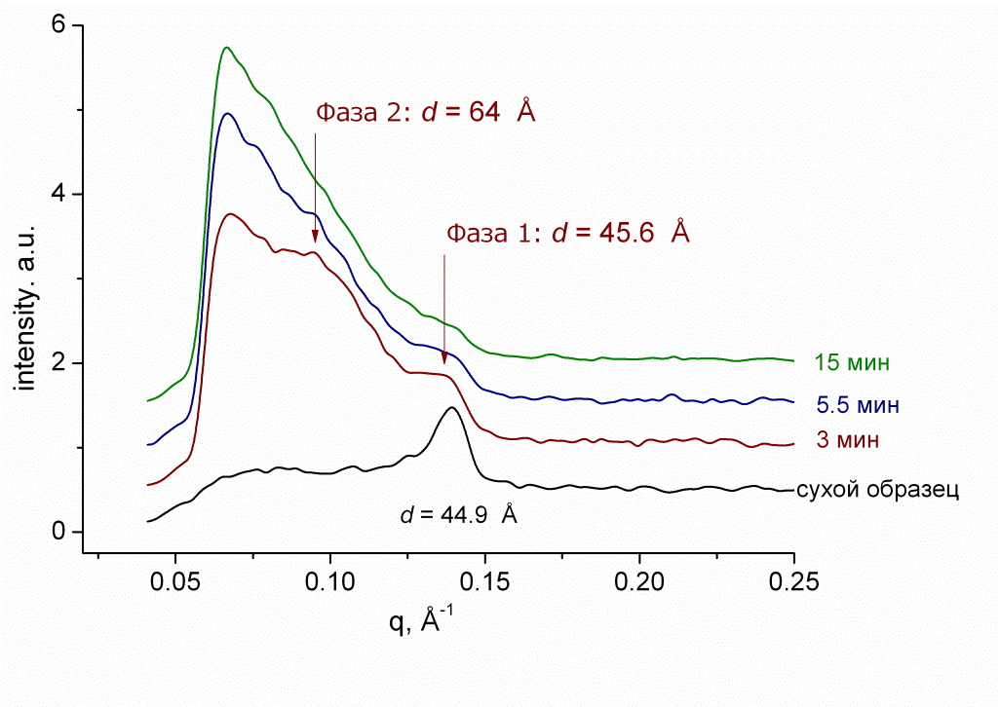 6
Фаза 2: d = 64 Å
4
Фаза 1: d = 45.6 Å
intensity. a.u.
2
15 мин
5.5 мин
3 мин
сухой образец
d = 44.9 Å
0
0.05 0.10 0.15 0.20 0.25
q, Å⁻¹